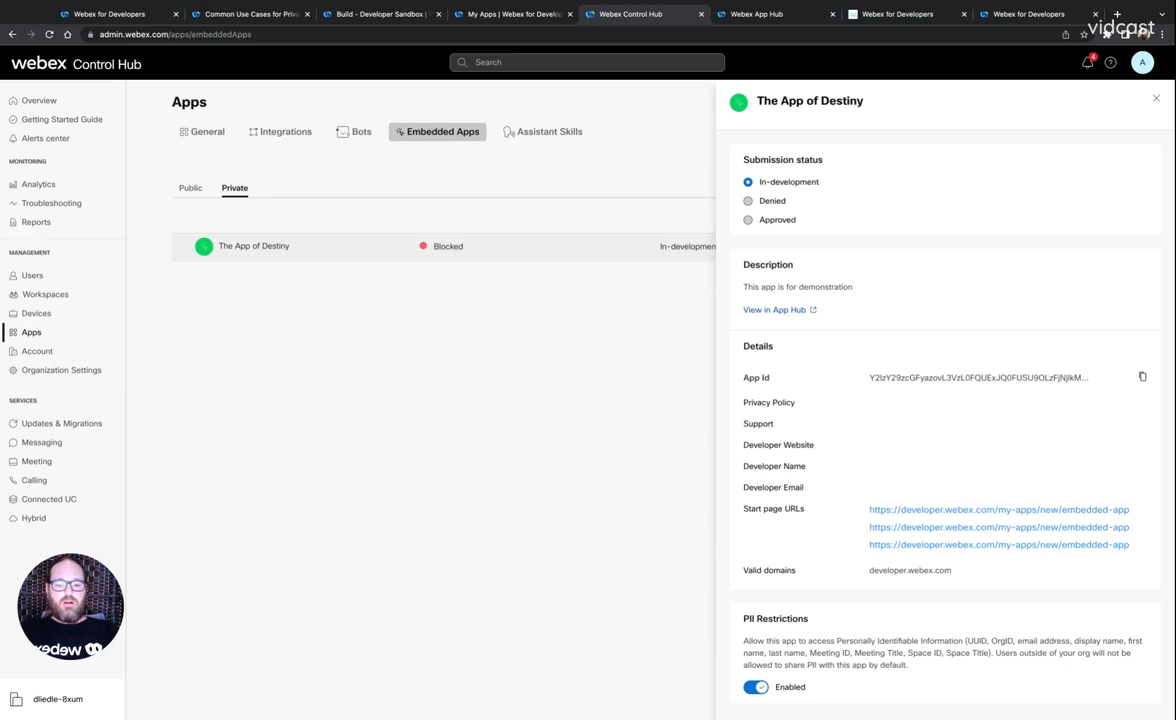 Webex for Developers
Common Use Cases for Priva
Build – Developer Sandbox | W
My Apps | Webex for Develop
Webex Control Hub
Webex App Hub
Webex for Developers
Webex for Developers
vidcast
admin.webex.com/apps/embeddedApps
webex Control Hub
Search
4
A
Overview
Getting Started Guide
Alerts center
MONITORING
Analytics
Troubleshooting
Reports
MANAGEMENT
Users
Workspaces
Devices
Apps
Account
Organization Settings
SERVICES
Updates & Migrations
Messaging
Meeting
Calling
Connected UC
Hybrid
webex
dliedle-8xum
Apps
General
Integrations
Bots
Embedded Apps
Assistant Skills
Public
Private
The App of Destiny
Blocked
In-developmen
The App of Destiny
Submission status
In-development
Denied
Approved
Description
This app is for demonstration
View in App Hub
Details
App Id
Privacy Policy
Support
Developer Website
Developer Name
Developer Email
Start page URLs https://developer.webex.com/my-apps/new/embedded-app
https://developer.webex.com/my-apps/new/embedded-app
https://developer.webex.com/my-apps/new/embedded-app
Valid domains developer.webex.com
PII Restrictions
Allow this app to access Personally Identifiable Information (UUID, OrgID, email address, display name, first
name, last name, Meeting ID, Meeting Title, Space ID, Space Title). Users outside of your org will not be
allowed to share PII with this app by default.
Enabled